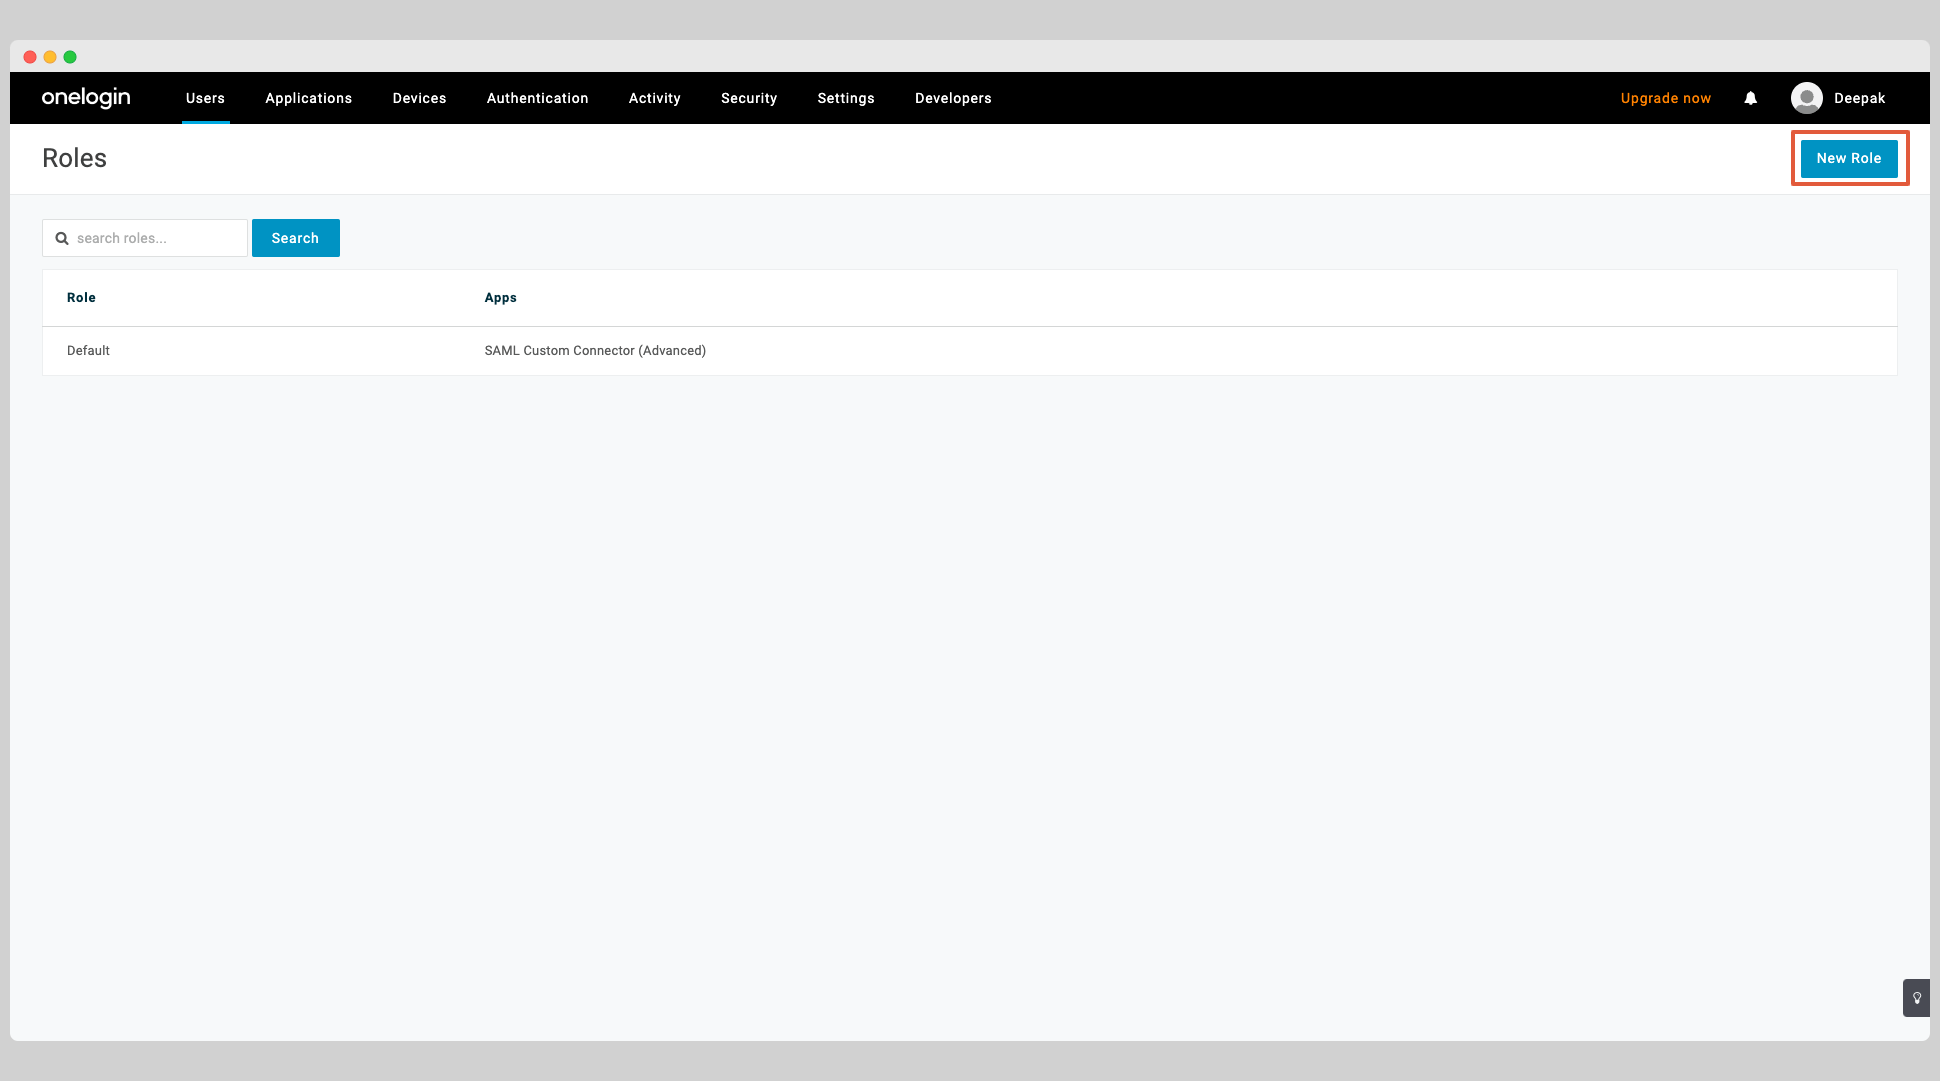 onelogin Users Applications Devices Authentication Activity Security Settings Developers Upgrade now Deepak
Roles New Role
search roles... Search
Role Apps
Default SAML Custom Connector (Advanced)